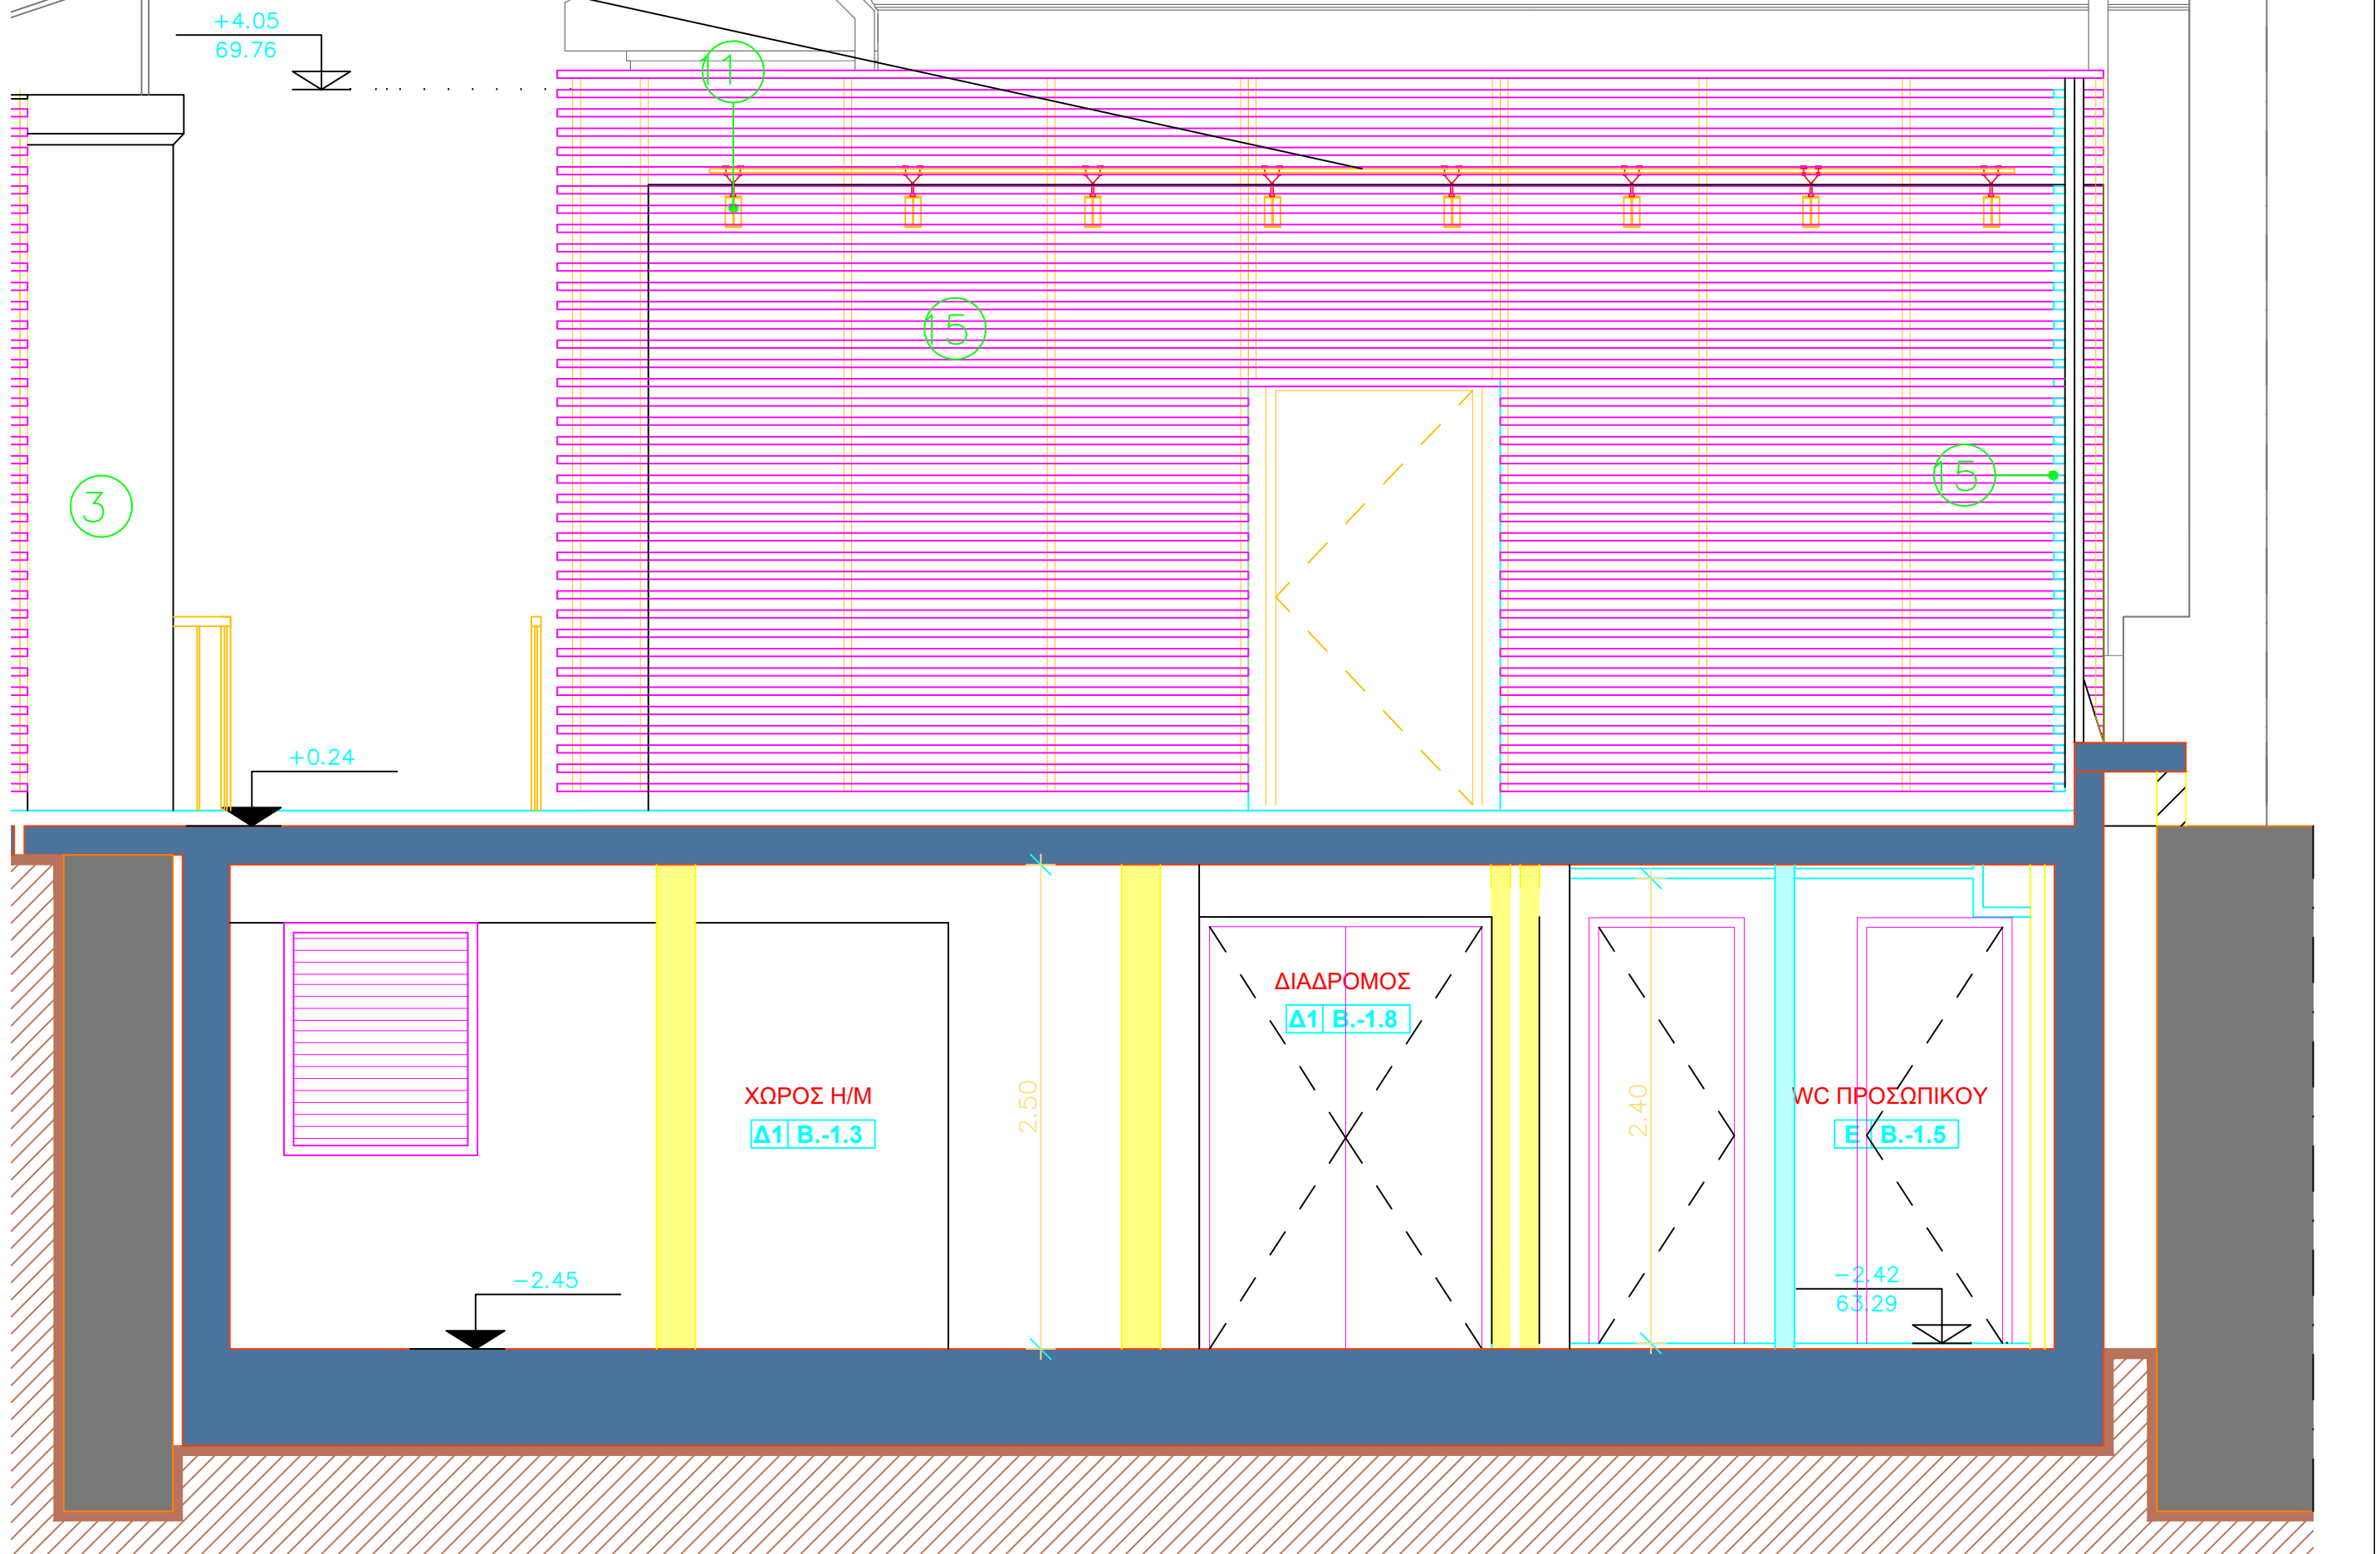 +4.05
69.76
11
15
15
3
+0.24
ΔΙΑΔΡΟΜΟΣ
Δ1 Β.-1.8
ΧΩΡΟΣ Η/Μ
Δ1 Β.-1.3
2.50
2.40
WC ΠΡΟΣΩΠΙΚΟΥ
Ε Β.-1.5
-2.45
-2.42
63.29